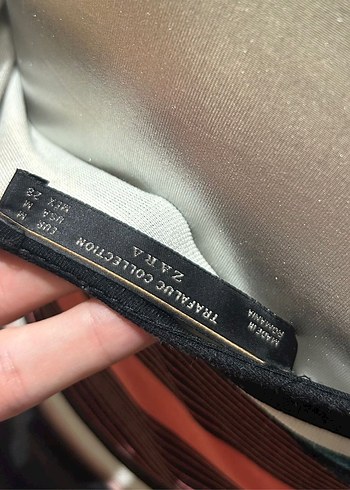 ZARA
TRAFALUC COLLECTION
MADE IN
ROMANIA
EUR M
USA M
MEX 28